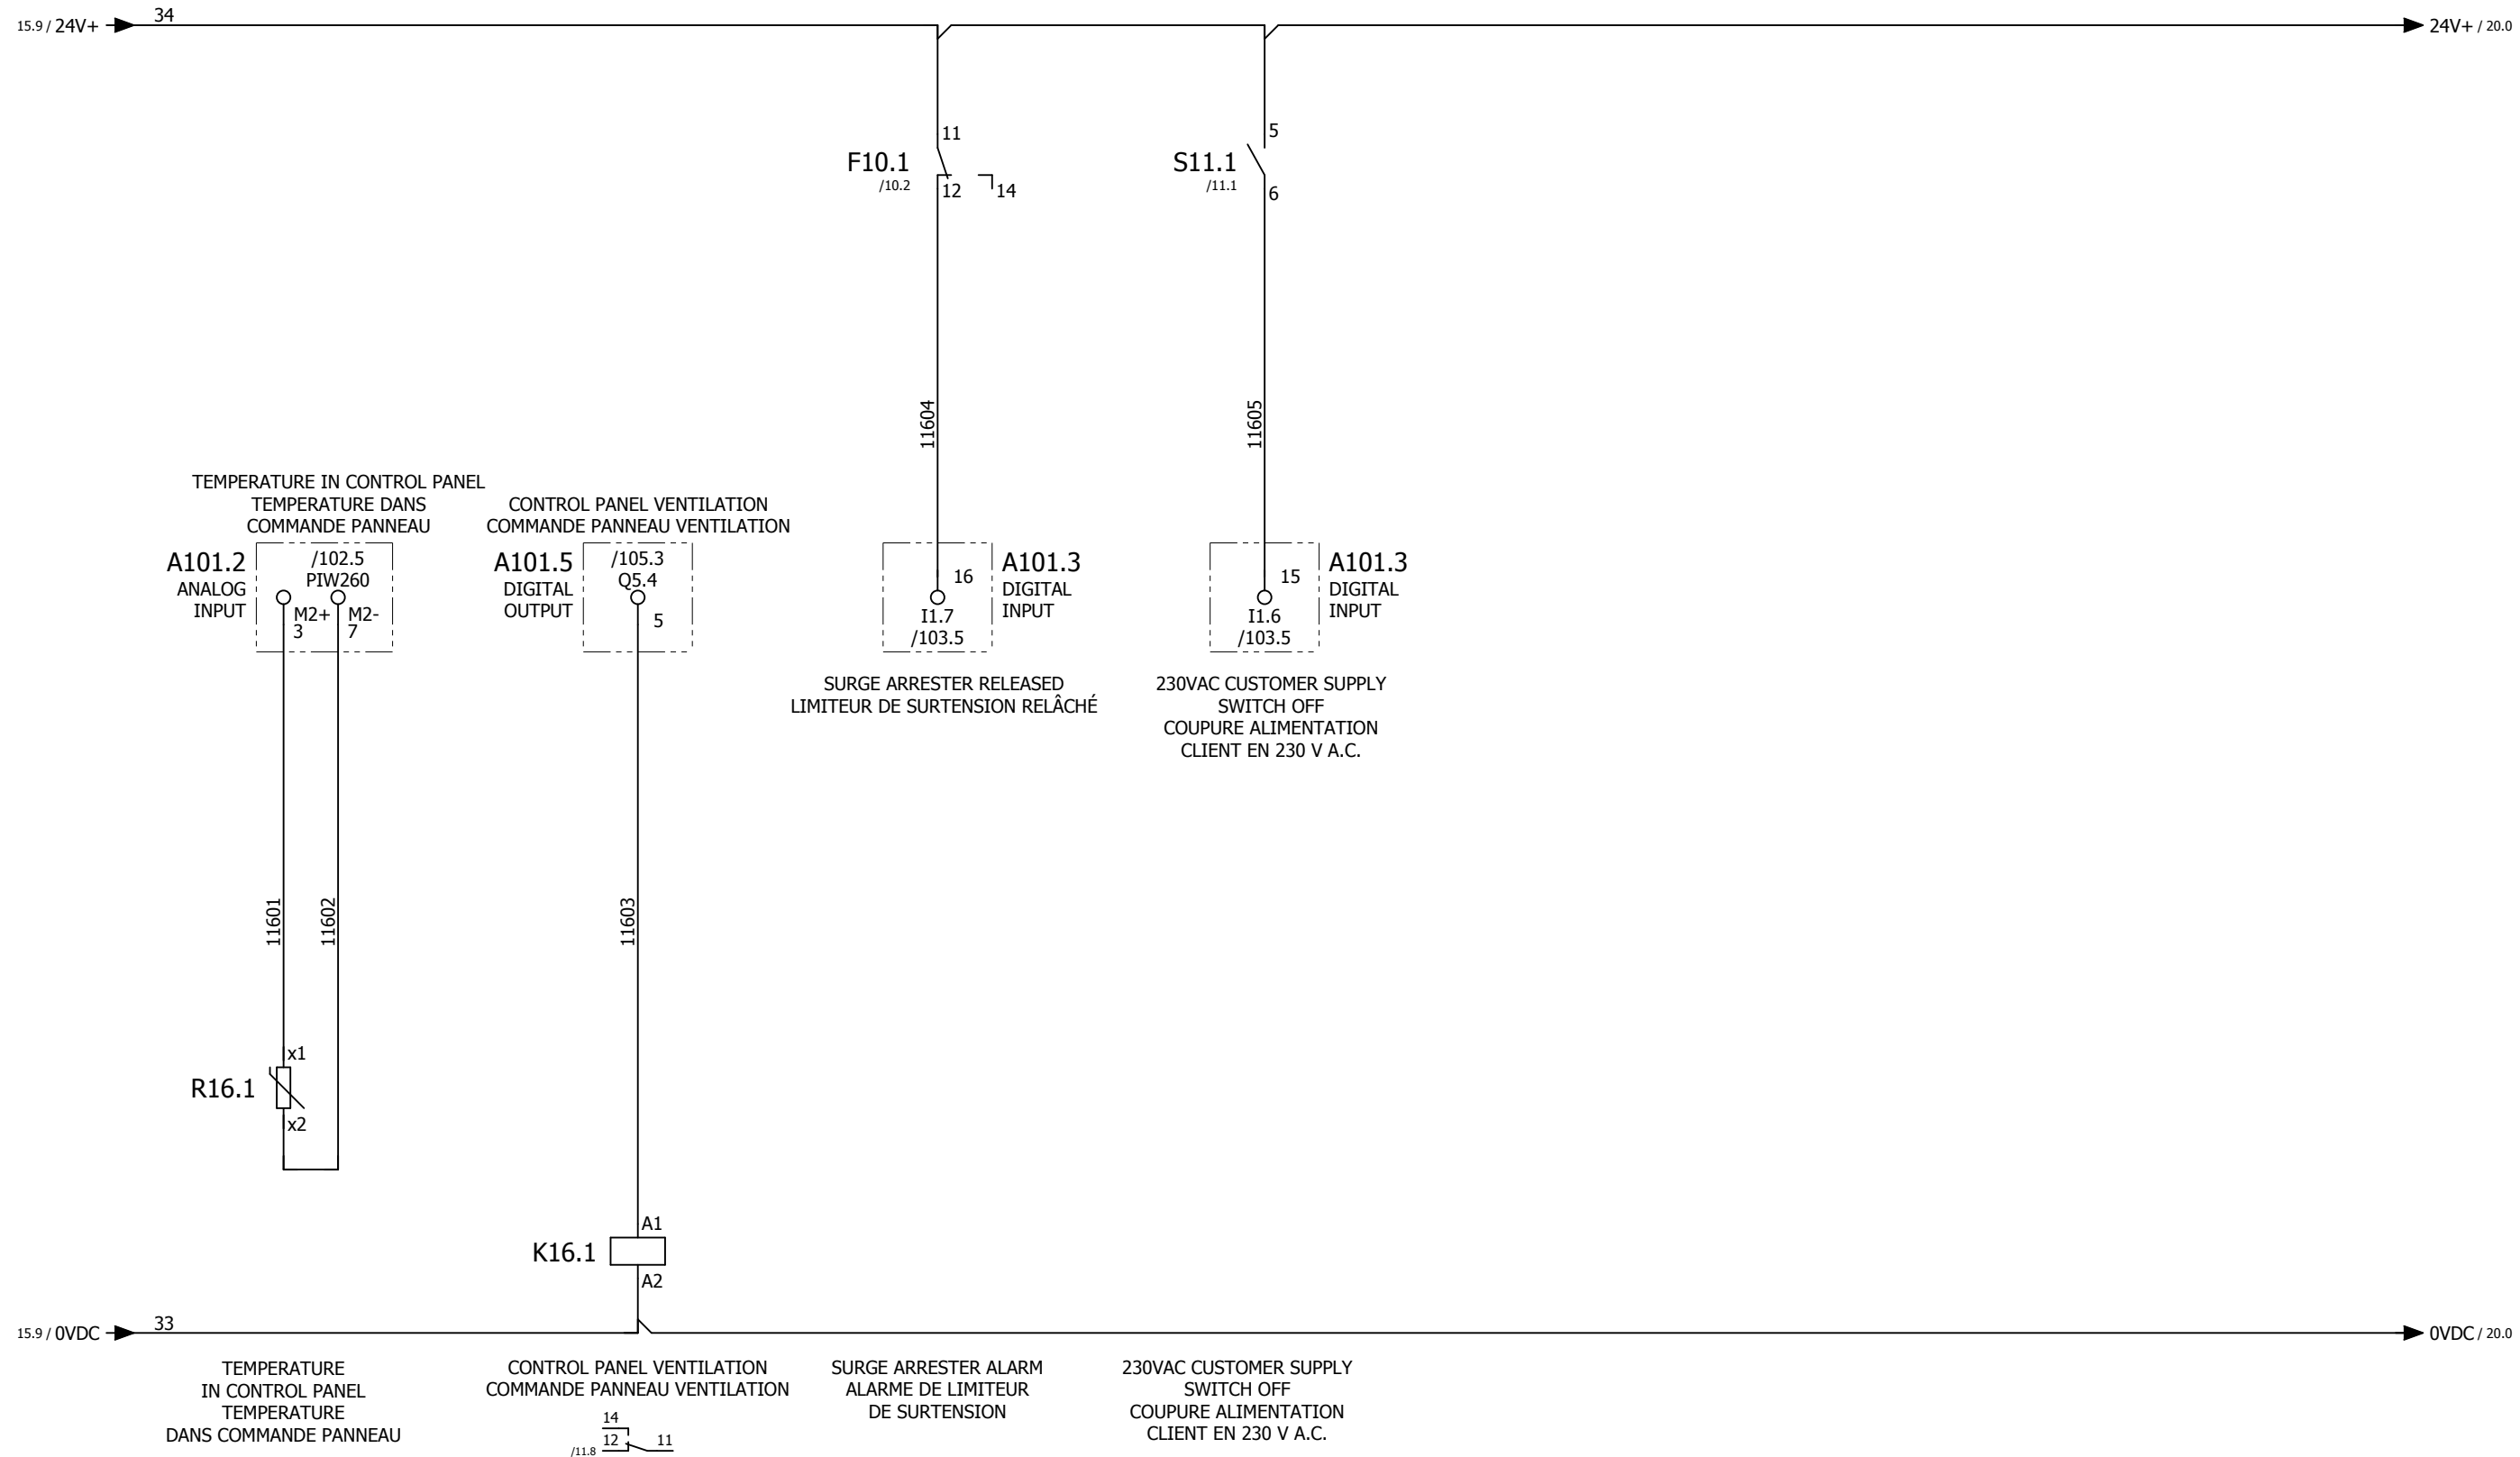 34
15.9 / 24V+
24V+ / 20.0
11
F10.1
/10.2
12
14
5
S11.1
/11.1
6
11604
11605
TEMPERATURE IN CONTROL PANEL
TEMPERATURE DANS
COMMANDE PANNEAU
CONTROL PANEL VENTILATION
COMMANDE PANNEAU VENTILATION
A101.2
ANALOG
INPUT
/102.5
PIW260
M2+
3
M2-
7
A101.5
DIGITAL
OUTPUT
/105.3
Q5.4
5
16
I1.7
/103.5
A101.3
DIGITAL
INPUT
15
I1.6
/103.5
A101.3
DIGITAL
INPUT
SURGE ARRESTER RELEASED
LIMITEUR DE SURTENSION RELÂCHÉ
230VAC CUSTOMER SUPPLY
SWITCH OFF
COUPURE ALIMENTATION
CLIENT EN 230 V A.C.
11601
11602
11603
x1
R16.1
x2
A1
K16.1
A2
33
15.9 / 0VDC
0VDC / 20.0
TEMPERATURE
IN CONTROL PANEL
TEMPERATURE
DANS COMMANDE PANNEAU
CONTROL PANEL VENTILATION
COMMANDE PANNEAU VENTILATION
14
12
11
/11.8
SURGE ARRESTER ALARM
ALARME DE LIMITEUR
DE SURTENSION
230VAC CUSTOMER SUPPLY
SWITCH OFF
COUPURE ALIMENTATION
CLIENT EN 230 V A.C.